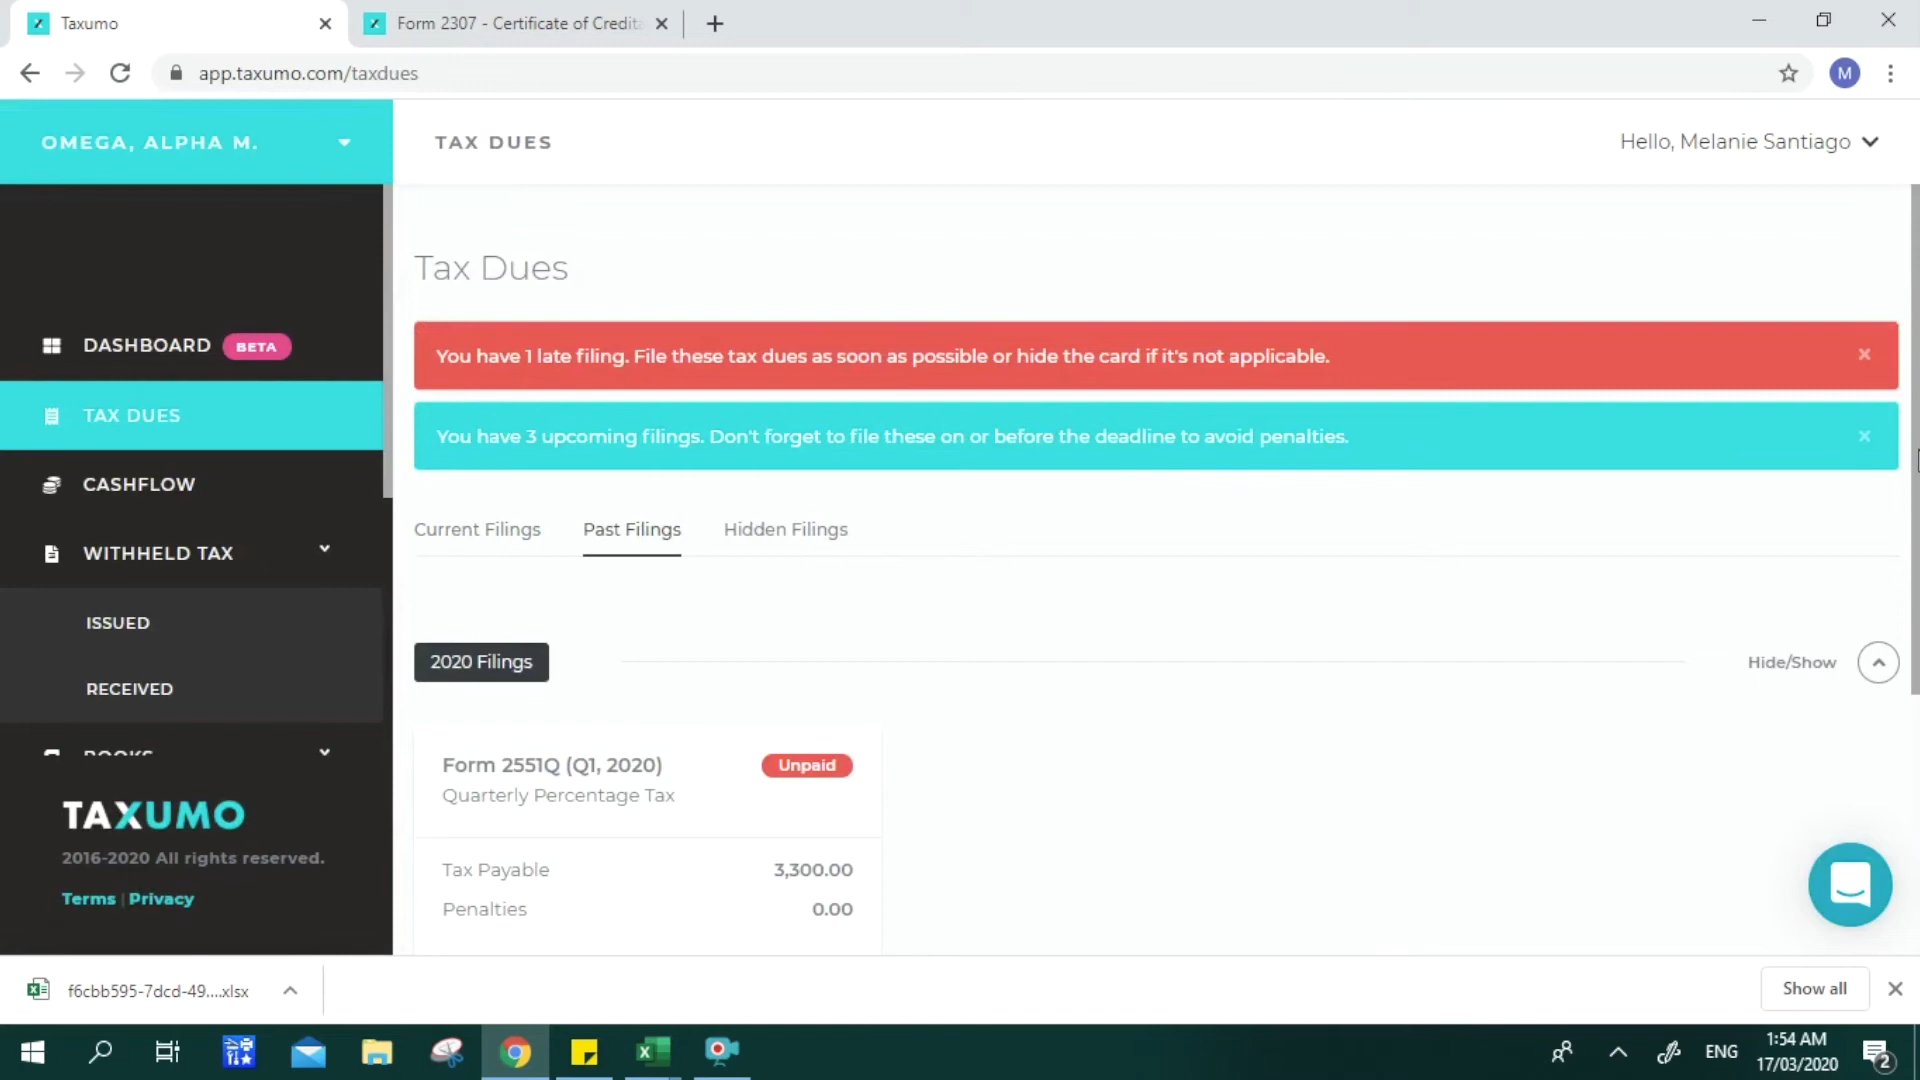 Taxumo
Form 2307 - Certificate of Credita
app.taxumo.com/taxdues
M
OMEGA, ALPHA M.
TAX DUES
Hello, Melanie Santiago
Tax Dues
You have 1 late filing. File these tax dues as soon as possible or hide the card if it's not applicable.
You have 3 upcoming filings. Don't forget to file these on or before the deadline to avoid penalties.
DASHBOARD BETA
TAX DUES
CASHFLOW
WITHHELD TAX
ISSUED
RECEIVED
BOOKS
Current Filings Past Filings Hidden Filings
2020 Filings
Hide/Show
Form 2551Q (Q1, 2020) Unpaid
Quarterly Percentage Tax
Tax Payable 3,300.00
Penalties 0.00
TAXUMO
2016-2020 All rights reserved.
Terms | Privacy
f6cbb595-7dcd-49....xlsx
Show all
ENG
1:54 AM
17/03/2020
2